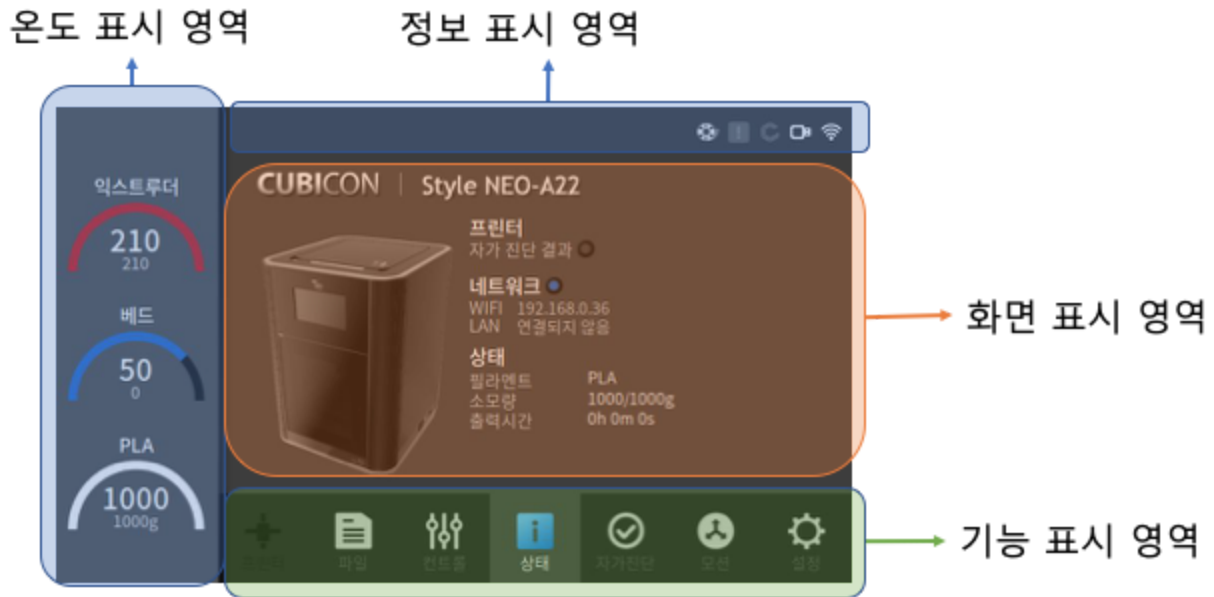 온도 표시 영역
정보 표시 영역
익스트루더
210
210
베드
50
0
PLA
1000
1000g
CUBICON | Style NEO-A22
프린터
자가 진단 결과
네트워크
WIFI 192.168.0.36
LAN 연결되지 않음
상태
필라멘트 PLA
소모량 1000/1000g
출력시간 0h 0m 0s
화면 표시 영역
프린터 파일 컨트롤 상태 자가진단 모션 설정
기능 표시 영역